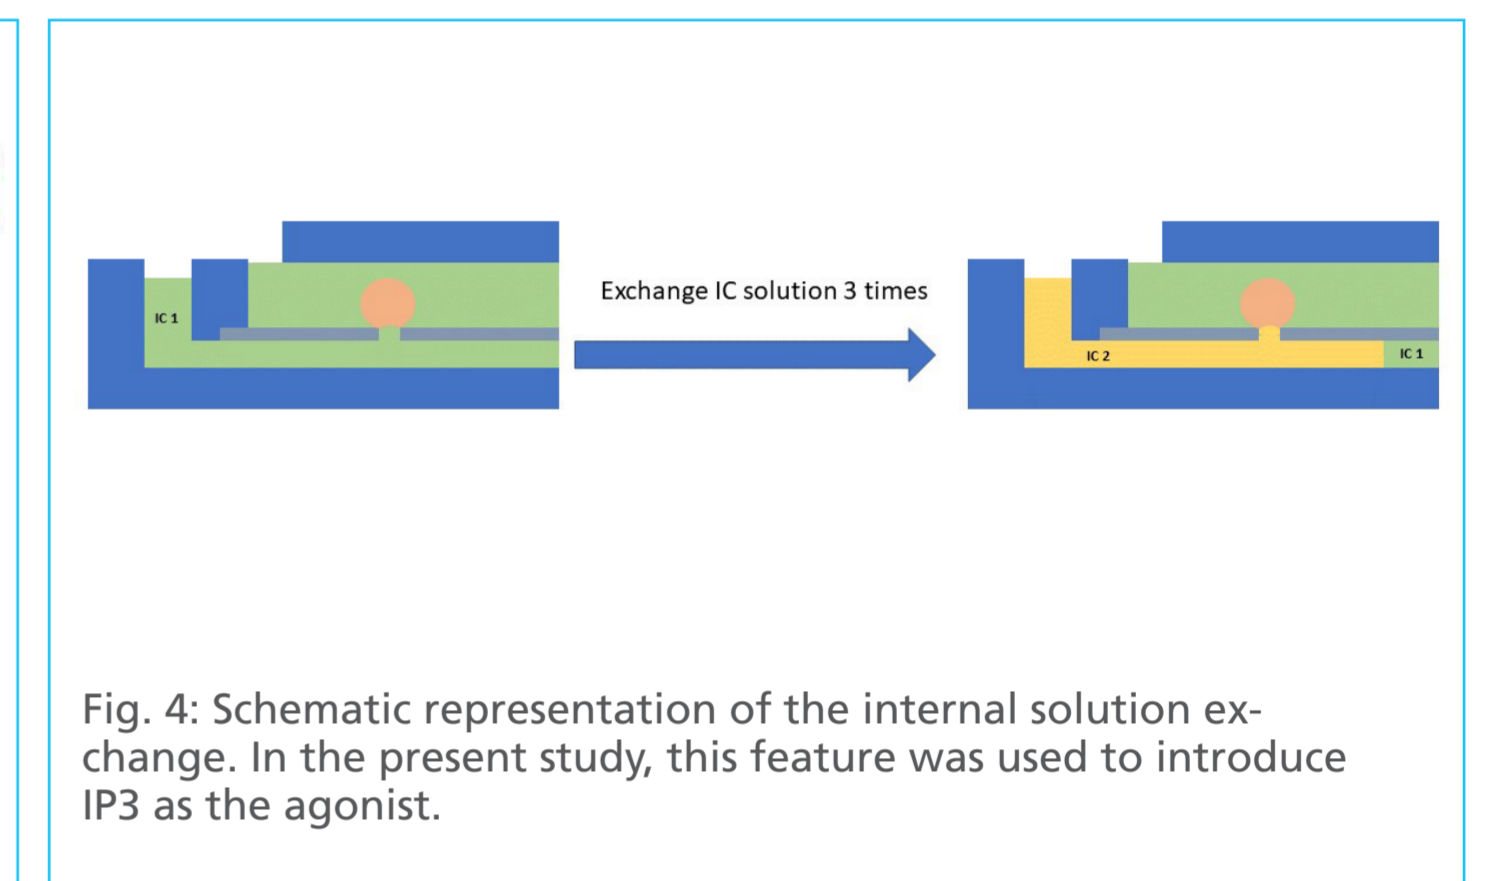 IC 1
Exchange IC solution 3 times
IC 2
IC 1
Fig. 4: Schematic representation of the internal solution ex-
change. In the present study, this feature was used to introduce
IP3 as the agonist.